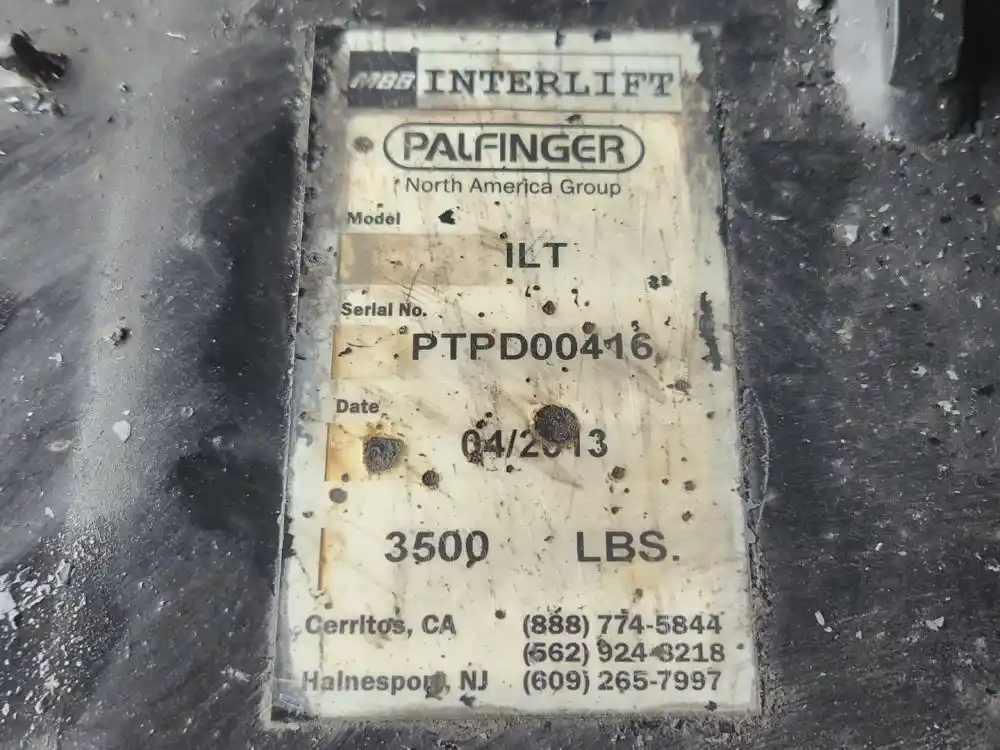 MBB INTERLIFT
PALFINGER
North America Group
Model
ILT
Serial No.
PTPD00416
Date
04/2013
3500 LBS.
Cerritos, CA (888) 774-5844
(562) 924-8218
Hainesport, NJ (609) 265-7997